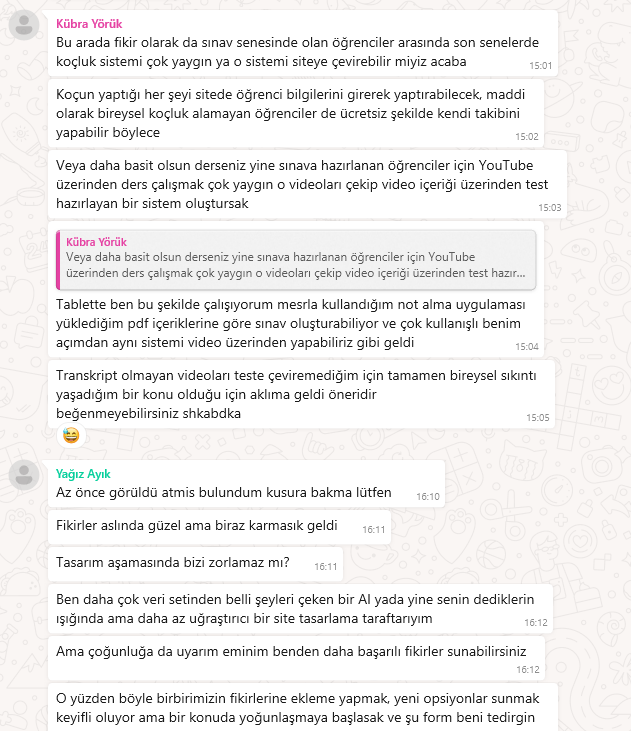 Kübra Yörük
Bu arada fikir olarak da sınav senesinde olan öğrenciler arasında son senelerde
koçluk sistemi çok yaygın ya o sistemi siteye çevirebilir miyiz acaba
15:01
Koçun yaptığı her şeyi sitede öğrenci bilgilerini girerek yaptırabilecek, maddi
olarak bireysel koçluk alamayan öğrenciler de ücretsiz şekilde kendi takibini
yapabilir böylece
15:02
Veya daha basit olsun derseniz yine sınava hazırlanan öğrenciler için YouTube
üzerinden ders çalışmak çok yaygın o videoları çekip video içeriği üzerinden test
hazırlayan bir sistem oluştursak
15:03
Kübra Yörük
Veya daha basit olsun derseniz yine sınava hazırlanan öğrenciler için YouTube
üzerinden ders çalışmak çok yaygın o videoları çekip video içeriği üzerinden test hazır...
Tablette ben bu şekilde çalışıyorum mesrla kullandığım not alma uygulaması
yüklediğim pdf içeriklerine göre sınav oluşturabiliyor ve çok kullanışlı benim
açımdan aynı sistemi video üzerinden yapabiliriz gibi geldi
15:04
Transkript olmayan videoları teste çeviremediğim için tamamen bireysel sıkıntı
yaşadığım bir konu olduğu için aklıma geldi öneridir
beğenmeyebilirsiniz shkabdka
15:05
Yağız Ayık
Az önce görüldü atmis bulundum kusura bakma lütfen
16:10
Fikirler aslında güzel ama biraz karmasık geldi
16:11
Tasarım aşamasında bizi zorlamaz mı?
16:11
Ben daha çok veri setinden belli şeyleri çeken bir AI yada yine senin dediklerin
ışığında ama daha az uğraştırıcı bir site tasarlama taraftarıyım
16:12
Ama çoğunluğa da uyarım eminim benden daha başarılı fikirler sunabilirsiniz
16:12
O yüzden böyle birbirimizin fikirlerine ekleme yapmak, yeni opsiyonlar sunmak
keyifli oluyor ama bir konuda yoğunlaşmaya başlasak ve şu form beni tedirgin